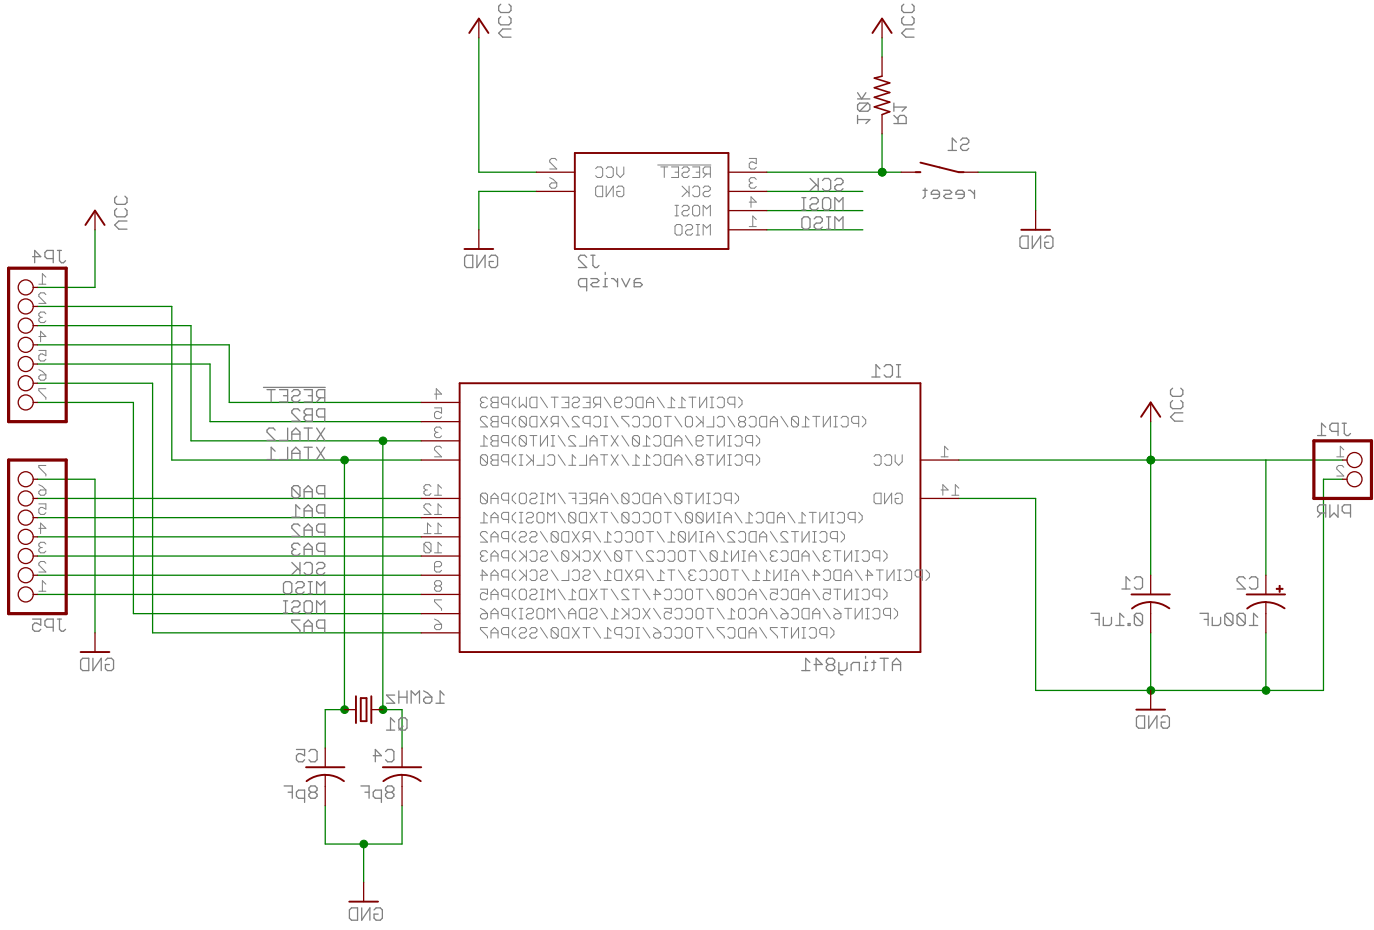 VCC
VCC
10k
R1
S1
reset
GND
2
VCC
RESET
5
6
GND
SCK
3
SCK
MOSI
4
MOSI
MISO
1
MISO
GND
J2
avrisp
VCC
JP4
1
2
3
4
5
6
7
7
6
5
4
3
2
1
JP5
GND
IC1
RESET
4
(PCINT11/ADC9/RESET/DW)PB3
PB2
5
(PCINT10/ADC8/CLKO/TOCC7/ICP2/RXD0)PB2
XTAL2
3
(PCINT9/ADC10/XTAL2/INT0)PB1
XTAL1
2
(PCINT8/ADC11/XTAL1/CLKI)PB0
VCC
1
PA0
13
(PCINT0/ADC0/AREF/MISO)PA0
GND
14
PA1
12
(PCINT1/ADC1/AIN00/TOCC0/TXD0/MOSI)PA1
PA2
11
(PCINT2/ADC2/AIN01/TOCC1/RXD0/SS)PA2
PA3
10
(PCINT3/ADC3/AIN10/TOCC2/T0/XCK0/SCK)PA3
SCK
9
(PCINT4/ADC4/AIN11/TOCC3/T1/RXD1/SCL/SCK)PA4
MISO
8
(PCINT5/ADC5/ACO0/TOCC4/T2/TXD1/MISO)PA5
MOSI
7
(PCINT6/ADC6/ACO1/TOCC5/XCK1/SDA/MOSI)PA6
PA7
6
(PCINT7/ADC7/TOCC6/ICP1/TXD0/SS)PA7
ATtiny841
VCC
JP1
1
2
PWR
C1
0.1uF
C2
+
100uF
GND
16MHz
Q1
C5
8pF
C4
8pF
GND